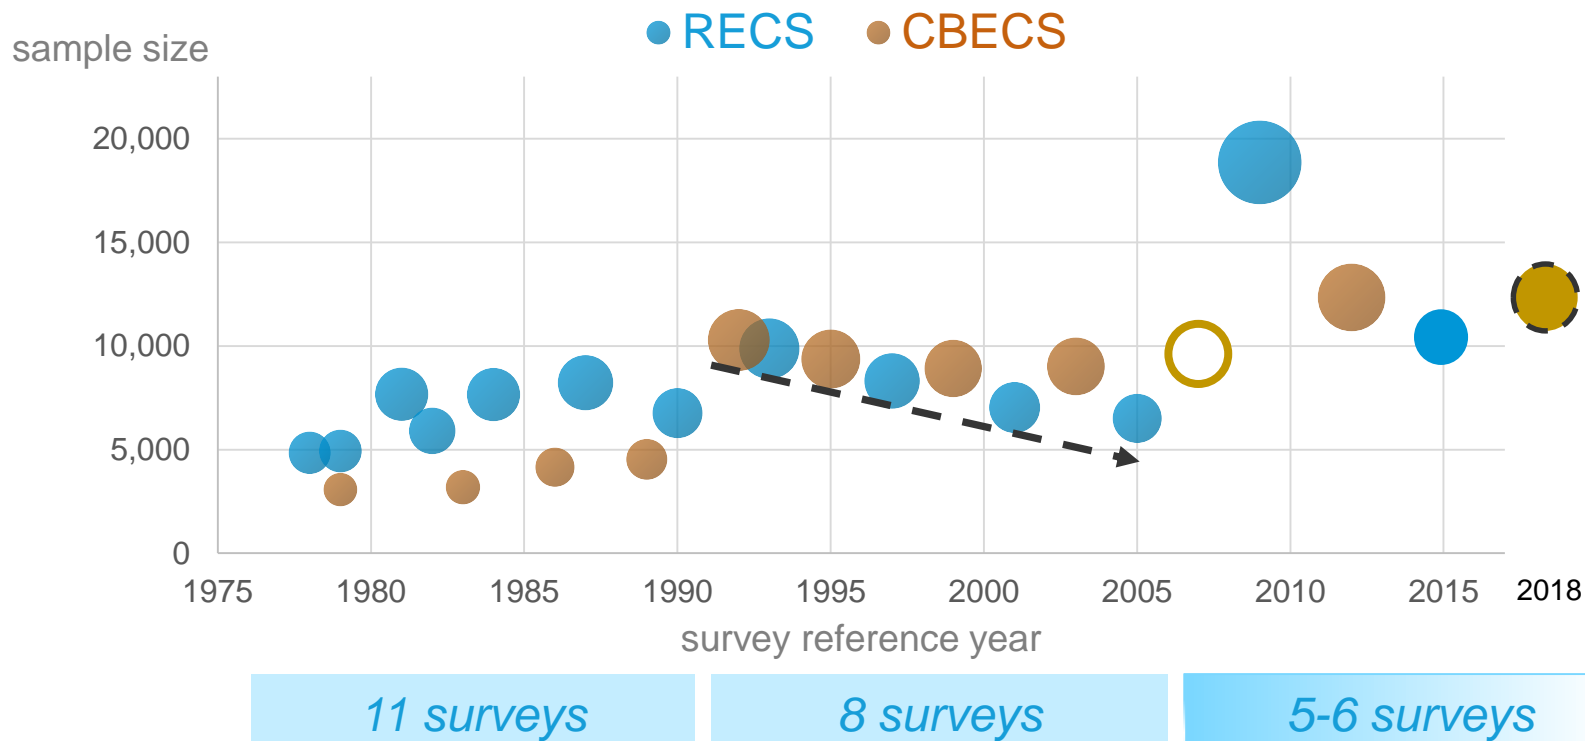 RECS CBECS
sample size
20,000
15,000
10,000
5,000
0
1975 1980 1985 1990 1995 2000 2005 2010 2015 2018
survey reference year
11 surveys 8 surveys 5-6 surveys